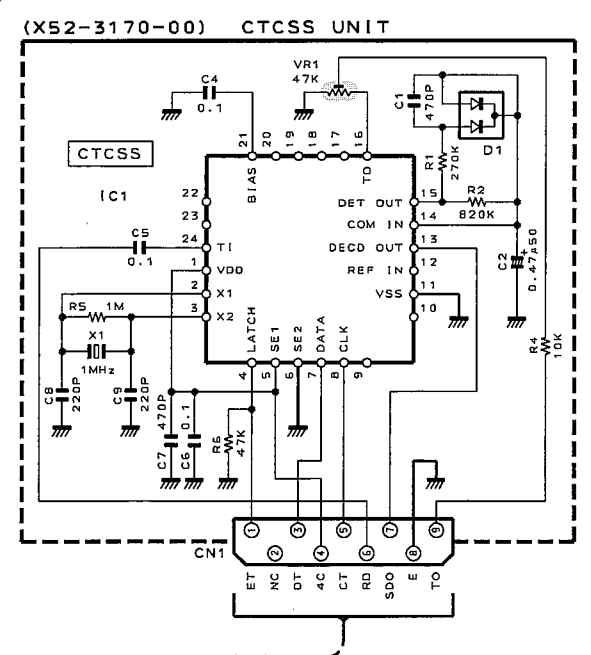 (X52-3170-00) CTCSS UNIT
C4
0.1
VR1
47K
C1
470P
D1
21
20
19
18
17
16
CTCSS
IC1
BIAS
TO
R1
270K
22
23
24
TI
1
VDD
2
X1
3
X2
DET OUT
15
R2
820K
COM IN
14
DECD OUT
13
REF IN
12
VSS
11
10
C5
0.1
C2
+
0.47μ50
R5
1M
X1
1MHz
C8
220P
C9
220P
LATCH
SE1
SE2
DATA
CLK
4
5
6
7
8
9
R4
10K
C7
470P
C6
0.1
R6
47K
CN1
1
2
3
4
5
6
7
8
9
ET
NC
DT
4C
CT
RD
SDO
E
TO